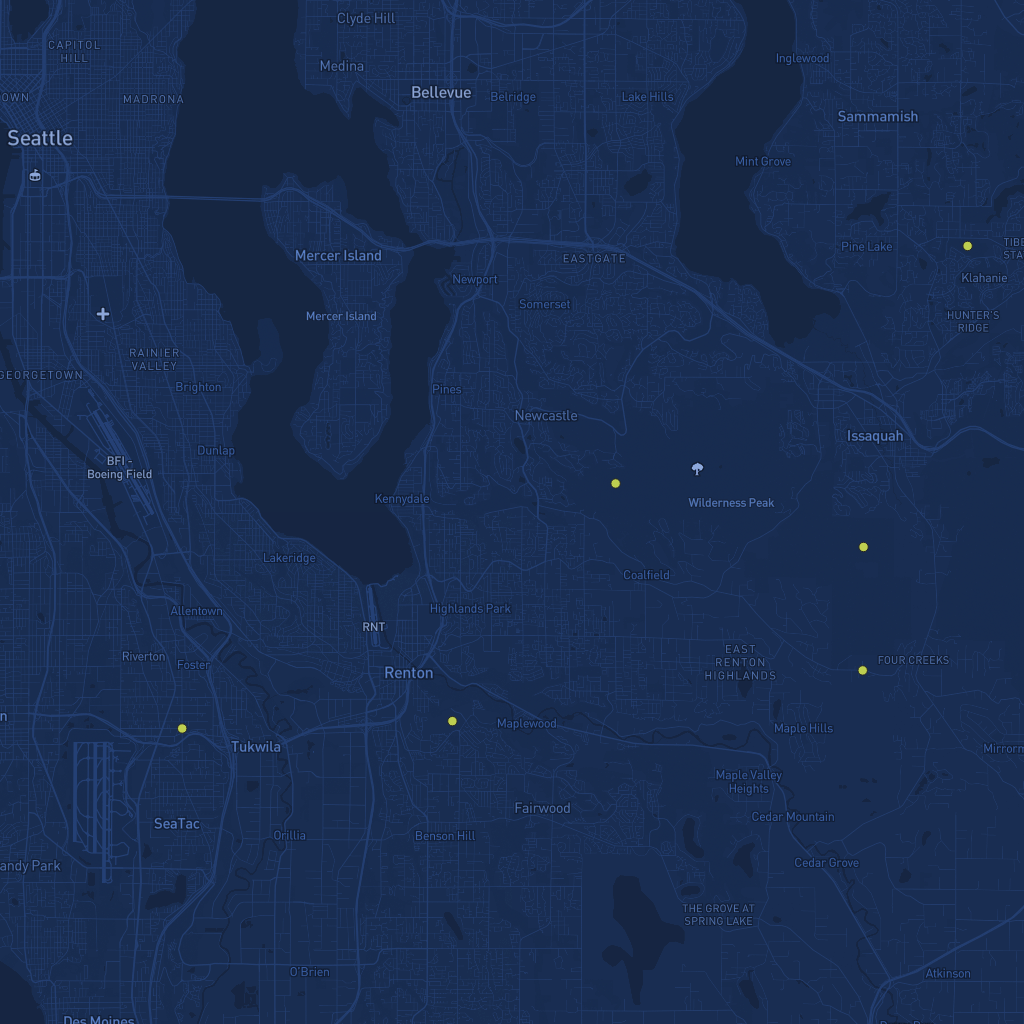 Clyde Hill
CAPITOL
HILL
Inglewood
Medina
Bellevue
Belridge
Lake Hills
OWN
MADRONA
Sammamish
Seattle
Mint Grove
Pine Lake
TIBE
STA
Mercer Island
EASTGATE
Newport
Klahanie
Somerset
Mercer Island
HUNTER'S
RIDGE
RAINIER
VALLEY
GEORGETOWN
Brighton
Pines
Newcastle
Issaquah
Dunlap
BFI -
Boeing Field
Kennydale
Wilderness Peak
Lakeridge
Coalfield
Allentown
Highlands Park
RNT
EAST
RENTON
HIGHLANDS
Riverton
Foster
FOUR CREEKS
Renton
n
Maplewood
Maple Hills
Tukwila
Mirrorm
Maple Valley
Heights
Fairwood
SeaTac
Cedar Mountain
Orillia
Benson Hill
andy Park
Cedar Grove
THE GROVE AT
SPRING LAKE
O'Brien
Atkinson
Des Moines